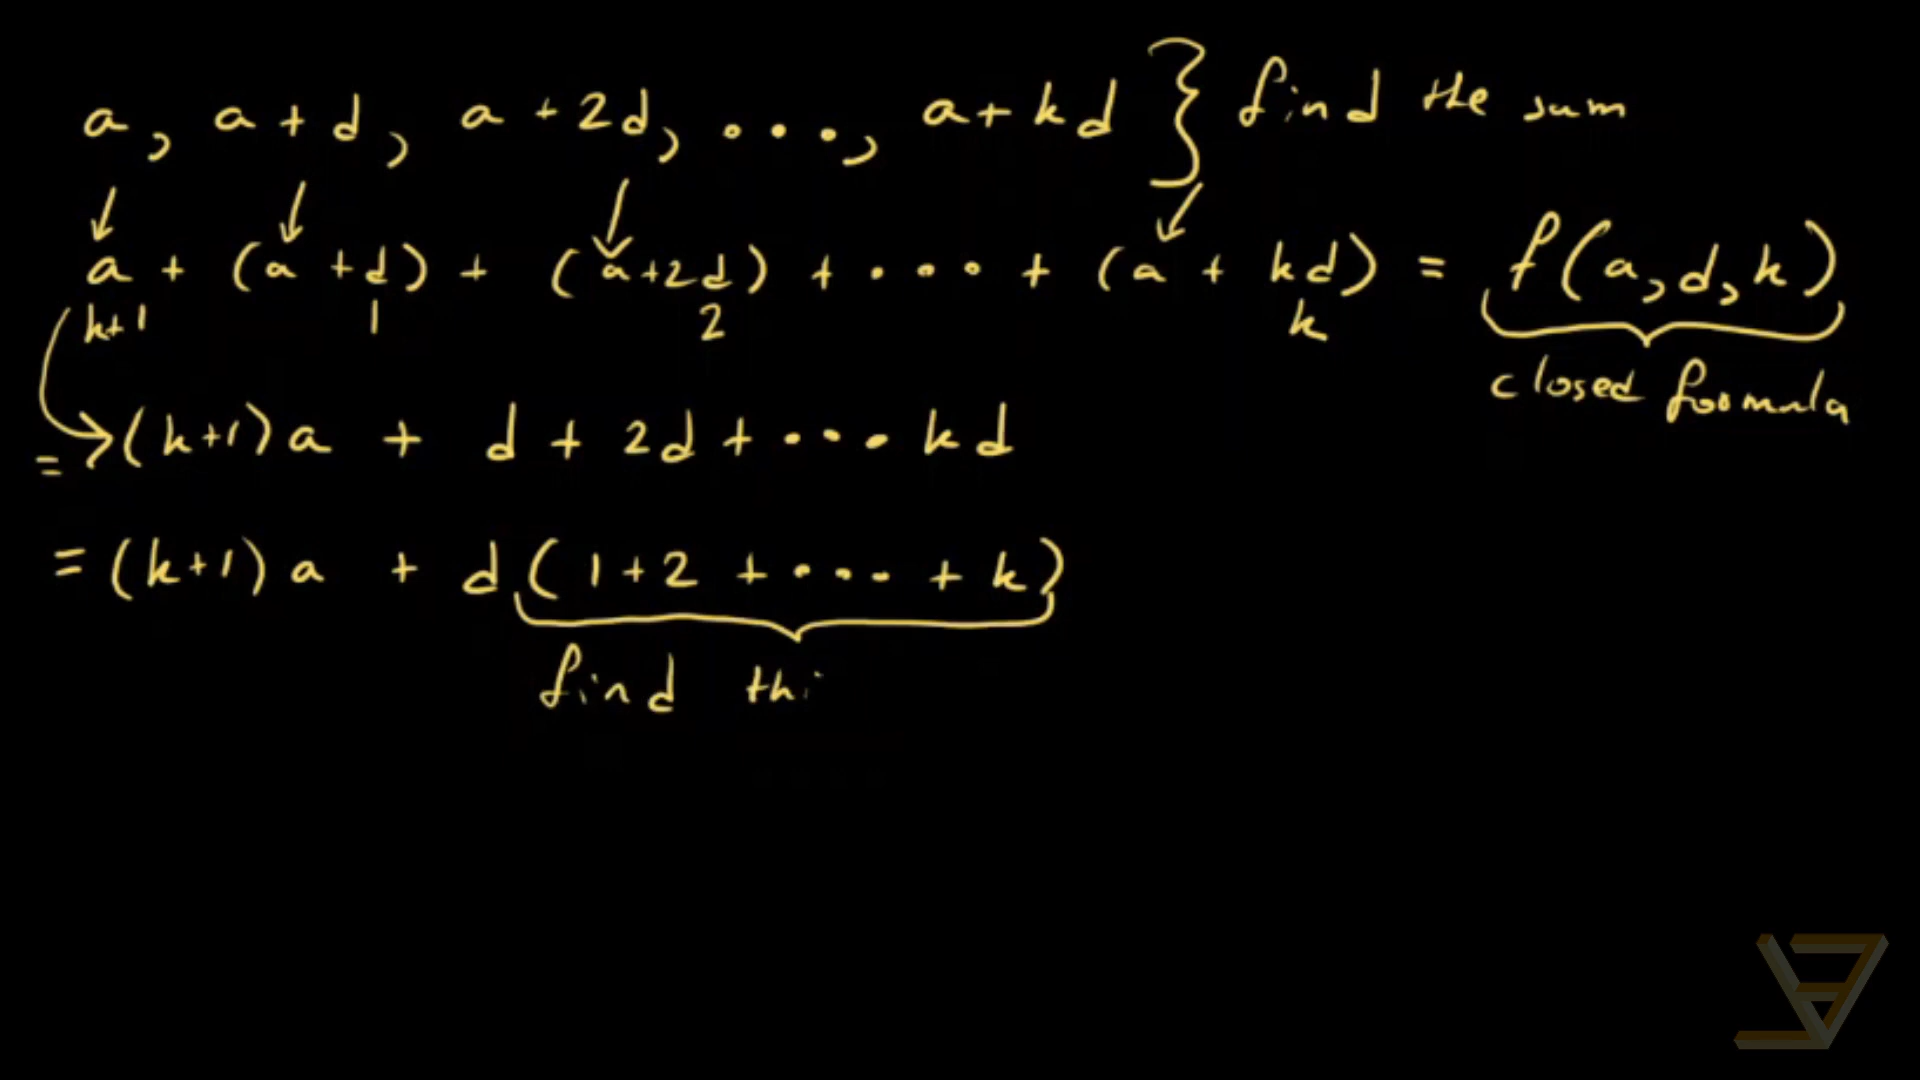 a, a + d, a + 2d, ..., a + kd } find the sum
a + (a + d) + (a + 2d) + ... + (a + kd) = f(a, d, k)
k+1 1 2 k
closed formula
= (k+1)a + d + 2d + ... kd
= (k+1)a + d(1 + 2 + ... + k)
find thi